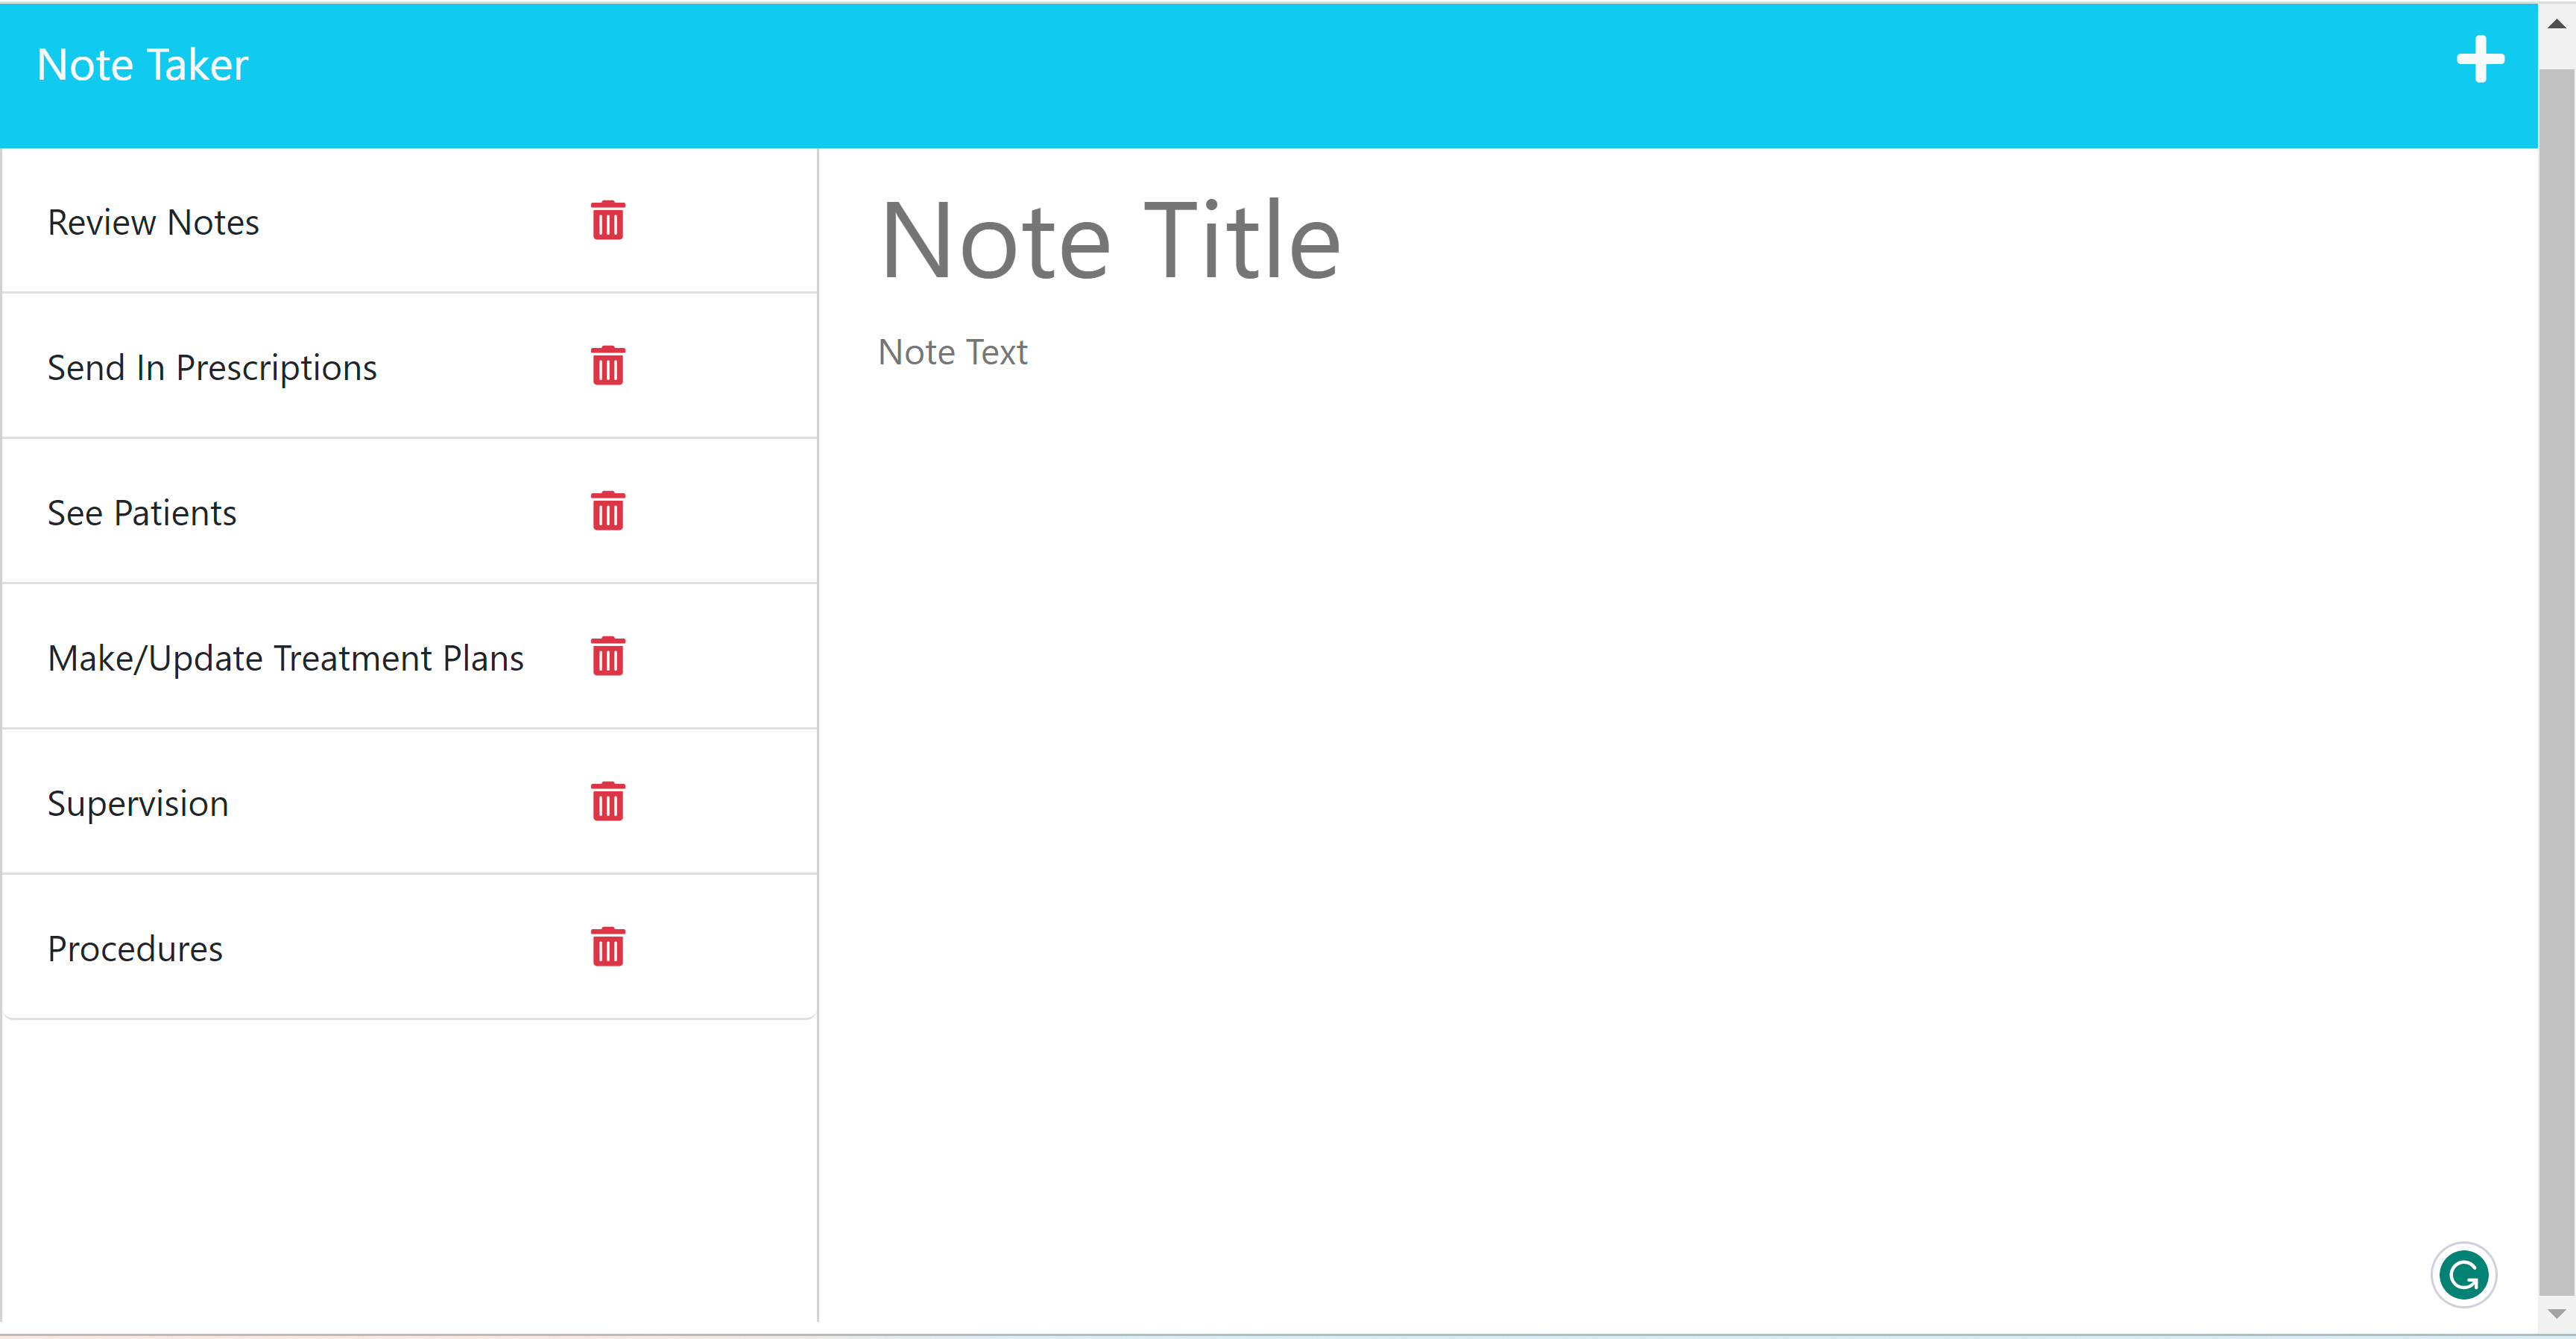 Note Taker
Review Notes
Send In Prescriptions
See Patients
Make/Update Treatment Plans
Supervision
Procedures
Note Title
Note Text